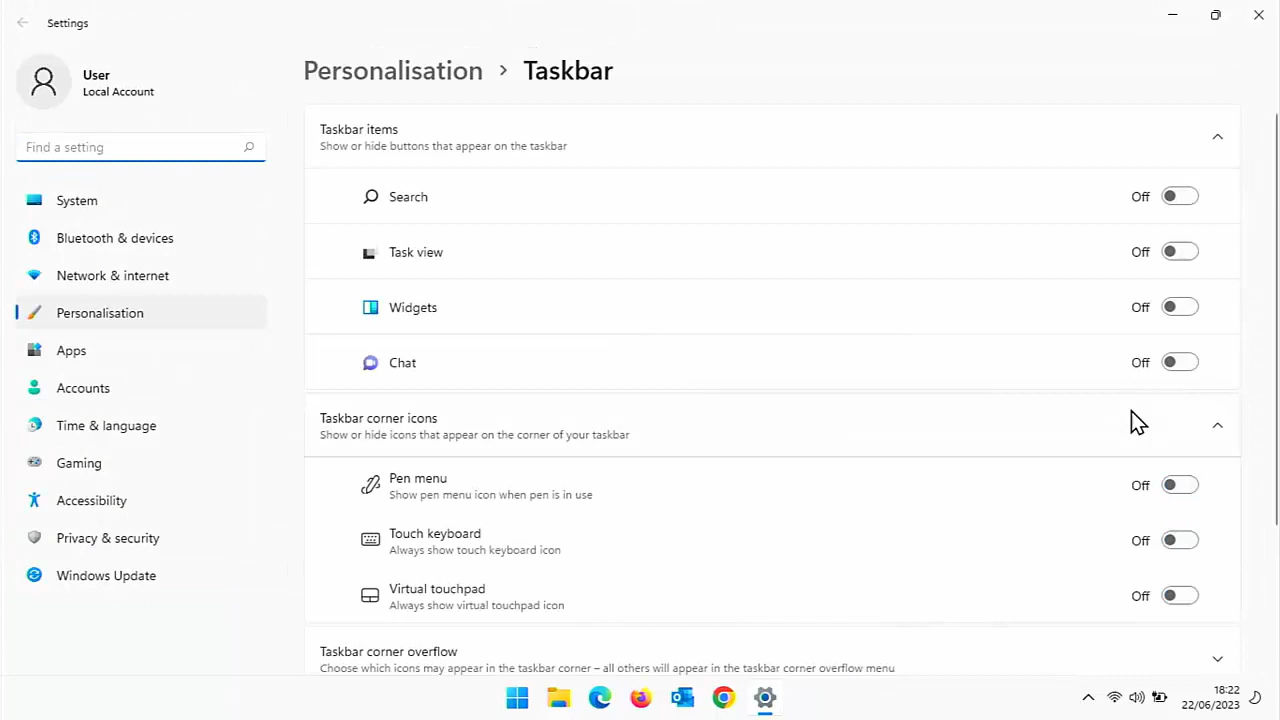 Settings
User
Local Account
Find a setting
System
Bluetooth & devices
Network & internet
Personalisation
Apps
Accounts
Time & language
Gaming
Accessibility
Privacy & security
Windows Update
Personalisation > Taskbar
Taskbar items
Show or hide buttons that appear on the taskbar
Search Off
Task view Off
Widgets Off
Chat Off
Taskbar corner icons
Show or hide icons that appear on the corner of your taskbar
Pen menu
Show pen menu icon when pen is in use
Off
Touch keyboard
Always show touch keyboard icon
Off
Virtual touchpad
Always show virtual touchpad icon
Off
Taskbar corner overflow
Choose which icons may appear in the taskbar corner – all others will appear in the taskbar corner overflow menu
18:22
22/06/2023